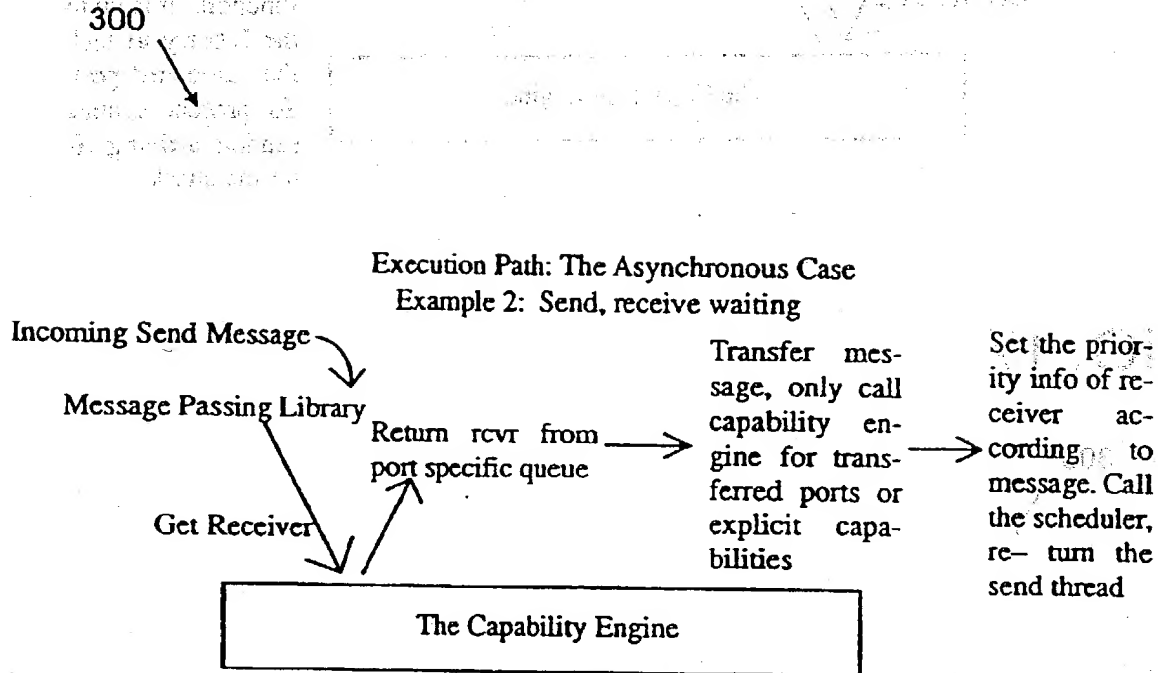 300
Execution Path: The Asynchronous Case
Example 2: Send, receive waiting
Incoming Send Message
Message Passing Library
Get Receiver
Return rcvr from
port specific queue
Transfer mes-
sage, only call
capability en-
gine for trans-
ferred ports or
explicit capa-
bilities
Set the prior-
ity info of re-
ceiver ac-
cording to
message. Call
the scheduler,
re– turn the
send thread
The Capability Engine